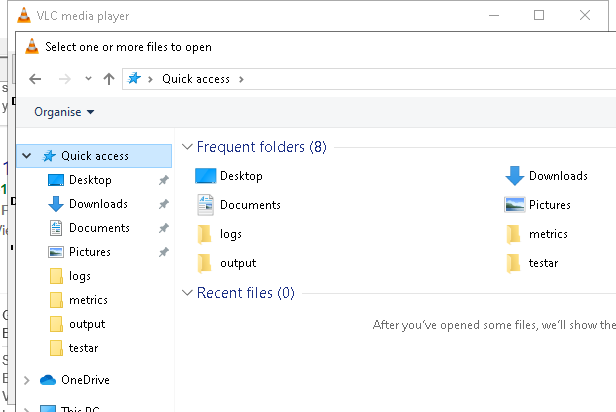 VLC media player
Select one or more files to open
Quick access
Organise
Quick access
Desktop
Downloads
Documents
Pictures
logs
metrics
output
testar
OneDrive
This PC
Frequent folders (8)
Desktop
Downloads
Documents
Pictures
logs
metrics
output
testar
Recent files (0)
After you've opened some files, we'll show the